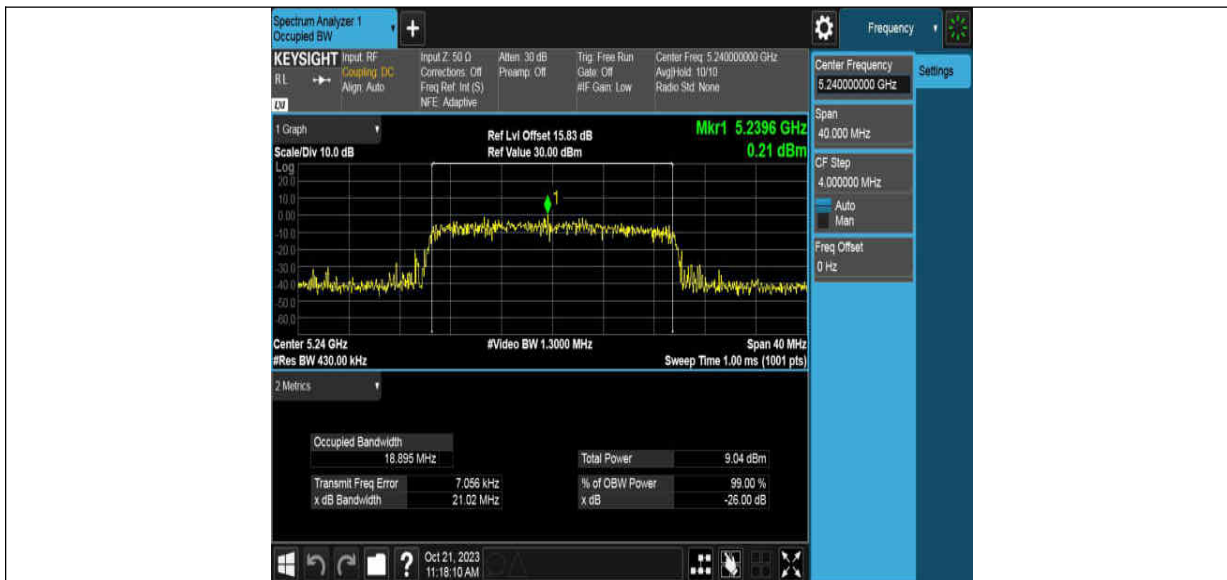 Spectrum Analyzer 1
Occupied BW
+
Frequency
KEYSIGHT
RL
LXI
Input: RF
Coupling: DC
Align: Auto
Input Z: 50 Ω
Corrections: Off
Freq Ref: Int (S)
NFE: Adaptive
Atten: 30 dB
Preamp: Off
Trig: Free Run
Gate: Off
#IF Gain: Low
Center Freq: 5.240000000 GHz
Avg|Hold: 10/10
Radio Std: None
1 Graph
Scale/Div 10.0 dB
Ref Lvl Offset 15.83 dB
Ref Value 30.00 dBm
Mkr1 5.2396 GHz
0.21 dBm
Log
20.0
10.0
0.00
-10.0
-20.0
-30.0
-40.0
-50.0
-60.0
1
Center 5.24 GHz
#Video BW 1.3000 MHz
Span 40 MHz
#Res BW 430.00 kHz
Sweep Time 1.00 ms (1001 pts)
2 Metrics
Occupied Bandwidth
18.895 MHz
Total Power 9.04 dBm
Transmit Freq Error 7.056 kHz
% of OBW Power 99.00 %
x dB Bandwidth 21.02 MHz
x dB -26.00 dB
Center Frequency
5.240000000 GHz
Settings
Span
40.000 MHz
CF Step
4.000000 MHz
Auto
Man
Freq Offset
0 Hz
?
Oct 21, 2023
11:18:10 AM